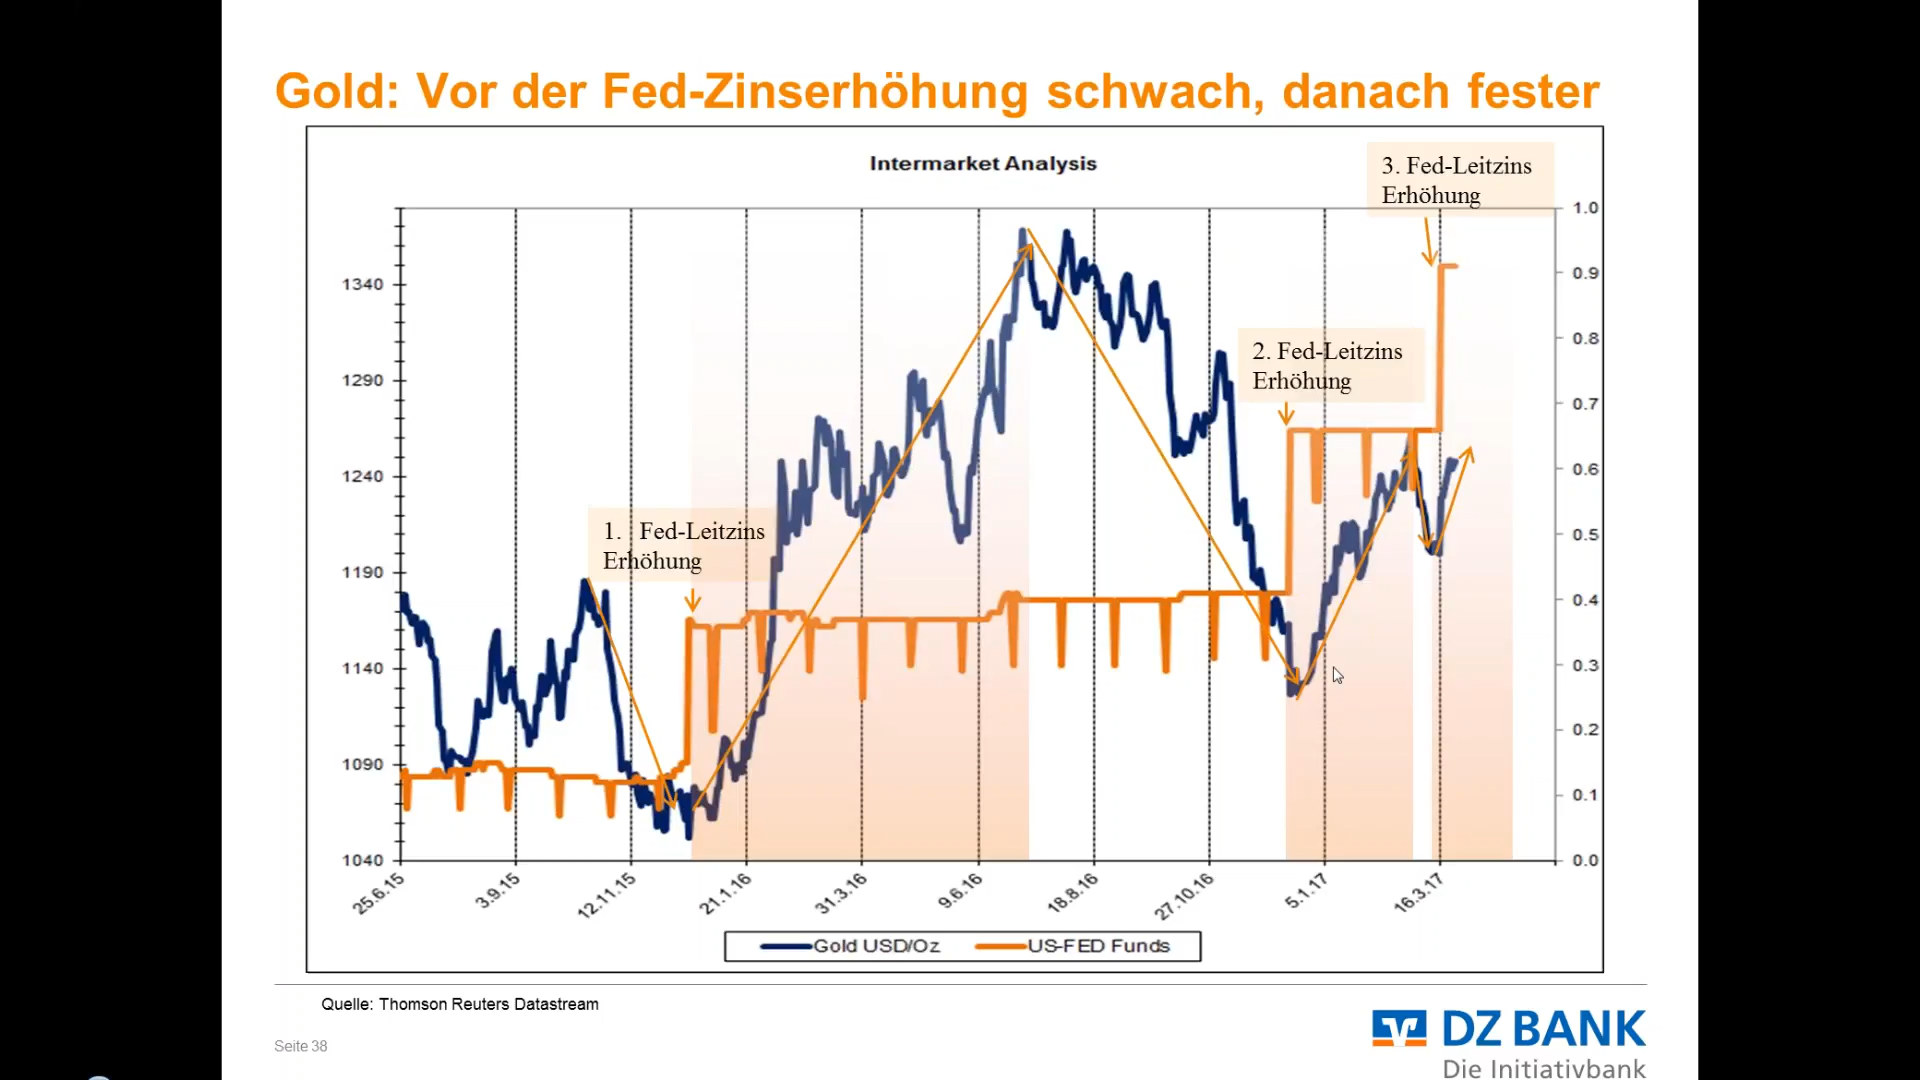 Gold: Vor der Fed-Zinserhöhung schwach, danach fester
Intermarket Analysis
3. Fed-Leitzins
Erhöhung
2. Fed-Leitzins
Erhöhung
1. Fed-Leitzins
Erhöhung
1340
1290
1240
1190
1140
1090
1040
1.0
0.9
0.8
0.7
0.6
0.5
0.4
0.3
0.2
0.1
0.0
25.6.15
3.9.15
12.11.15
21.1.16
31.3.16
9.6.16
18.8.16
27.10.16
5.1.17
16.3.17
Gold USD/Oz
US-FED Funds
Quelle: Thomson Reuters Datastream
Seite 38
DZ BANK
Die Initiativbank